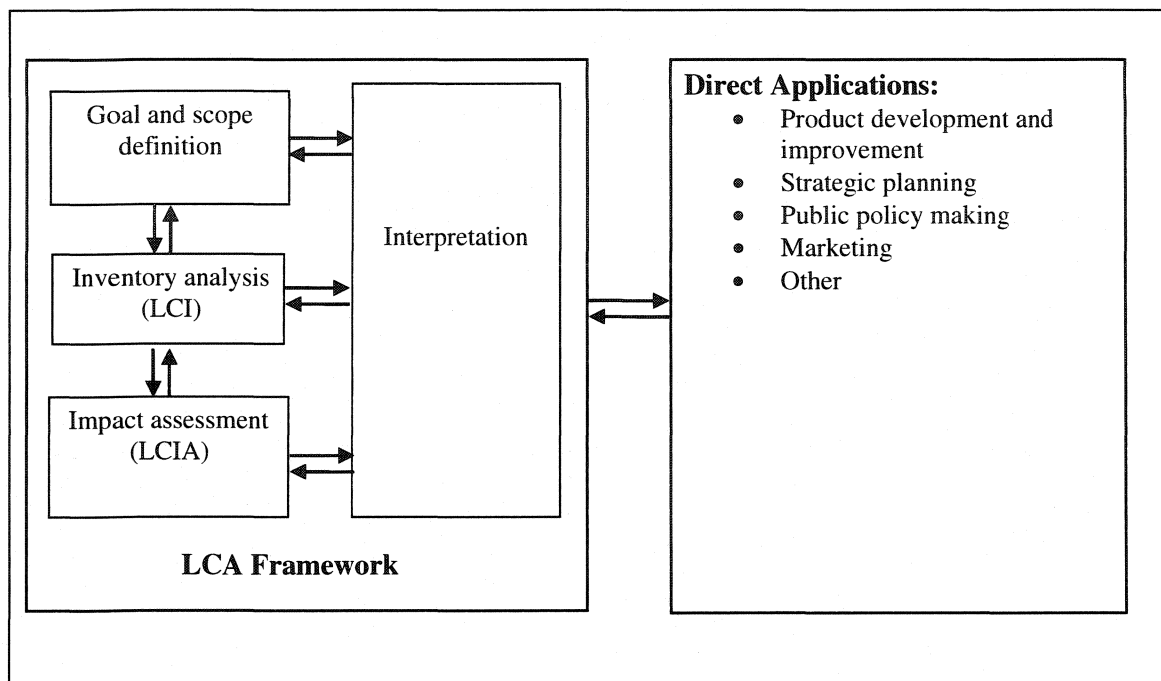 Goal and scope
definition
Inventory analysis
(LCI)
Impact assessment
(LCIA)
Interpretation
LCA Framework
Direct Applications:
• Product development and
improvement
• Strategic planning
• Public policy making
• Marketing
• Other